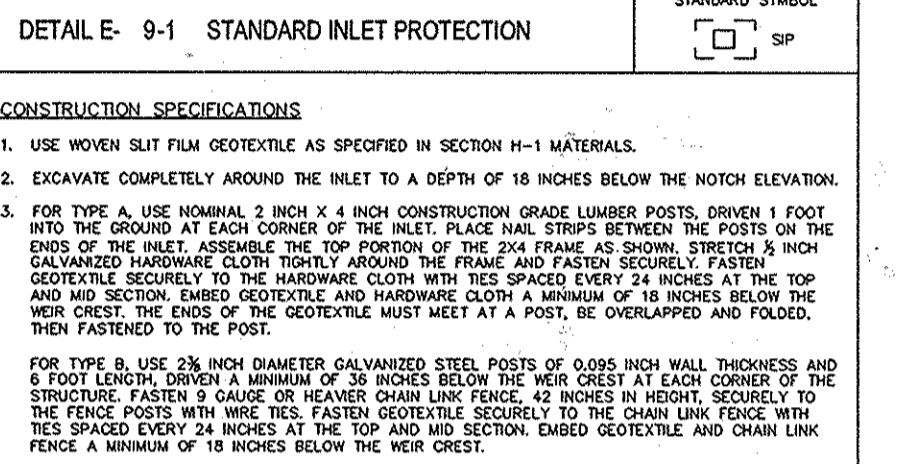 STANDARD SYMBOL
DETAIL E- 9-1 STANDARD INLET PROTECTION
SIP
CONSTRUCTION SPECIFICATIONS
1. USE WOVEN SLIT FILM GEOTEXTILE AS SPECIFIED IN SECTION H-1 MATERIALS.
2. EXCAVATE COMPLETELY AROUND THE INLET TO A DEPTH OF 18 INCHES BELOW THE NOTCH ELEVATION.
3. FOR TYPE A, USE NOMINAL 2 INCH X 4 INCH CONSTRUCTION GRADE LUMBER POSTS, DRIVEN 1 FOOT
INTO THE GROUND AT EACH CORNER OF THE INLET. PLACE NAIL STRIPS BETWEEN THE POSTS ON THE
ENDS OF THE INLET. ASSEMBLE THE TOP PORTION OF THE 2X4 FRAME AS SHOWN. STRETCH ½ INCH
GALVANIZED HARDWARE CLOTH TIGHTLY AROUND THE FRAME AND FASTEN SECURELY. FASTEN
GEOTEXTILE SECURELY TO THE HARDWARE CLOTH WITH TIES SPACED EVERY 24 INCHES AT THE TOP
AND MID SECTION. EMBED GEOTEXTILE AND HARDWARE CLOTH A MINIMUM OF 18 INCHES BELOW THE
WEIR CREST. THE ENDS OF THE GEOTEXTILE MUST MEET AT A POST, BE OVERLAPPED AND FOLDED,
THEN FASTENED TO THE POST.
FOR TYPE B, USE 2⅜ INCH DIAMETER GALVANIZED STEEL POSTS OF 0.095 INCH WALL THICKNESS AND
6 FOOT LENGTH, DRIVEN A MINIMUM OF 36 INCHES BELOW THE WEIR CREST AT EACH CORNER OF THE
STRUCTURE. FASTEN 9 GAUGE OR HEAVIER CHAIN LINK FENCE, 42 INCHES IN HEIGHT, SECURELY TO
THE FENCE POSTS WITH WIRE TIES. FASTEN GEOTEXTILE SECURELY TO THE CHAIN LINK FENCE WITH
TIES SPACED EVERY 24 INCHES AT THE TOP AND MID SECTION. EMBED GEOTEXTILE AND CHAIN LINK
FENCE A MINIMUM OF 18 INCHES BELOW THE WEIR CREST.